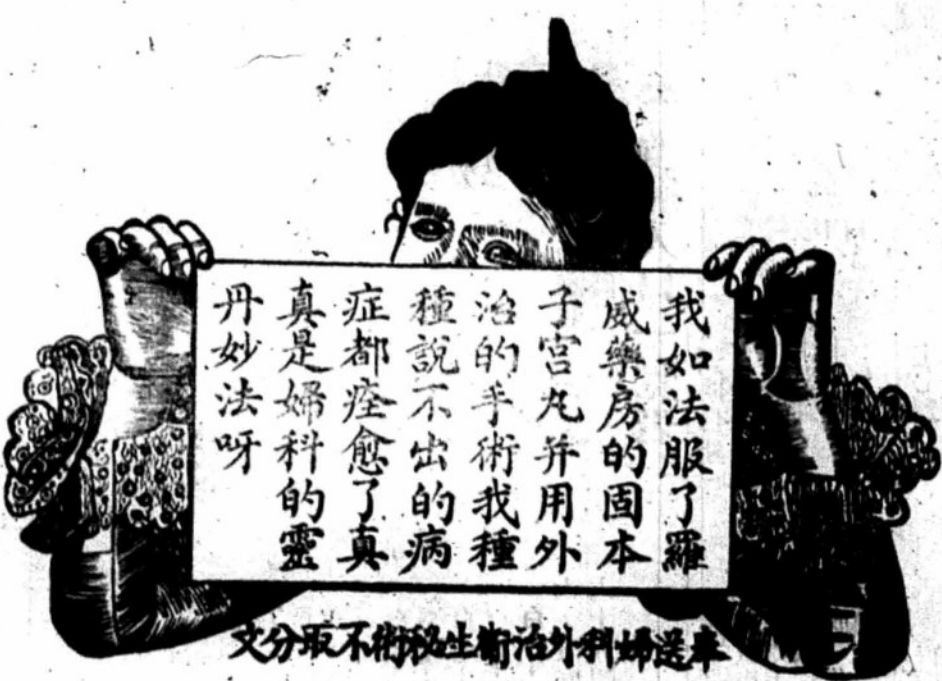 我如法服了羅
威藥房的固本
子宮丸并用外
治的手術我種
種說不出的病
症都痊愈了真
真是婦科的靈
丹妙法呀
奉送婦科外治衛生秘術不取分文